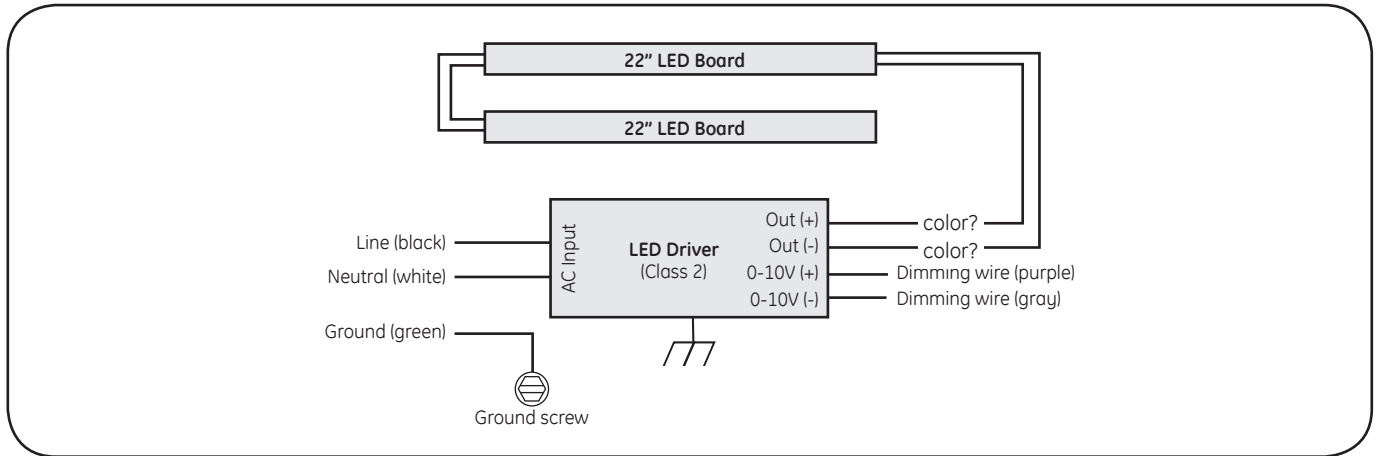 22” LED Board
22” LED Board
Out (+)
color?
Line (black)
AC Input
LED Driver
Out (-)
color?
Neutral (white)
(Class 2)
0-10V (+)
Dimming wire (purple)
0-10V (-)
Dimming wire (gray)
Ground (green)
Ground screw